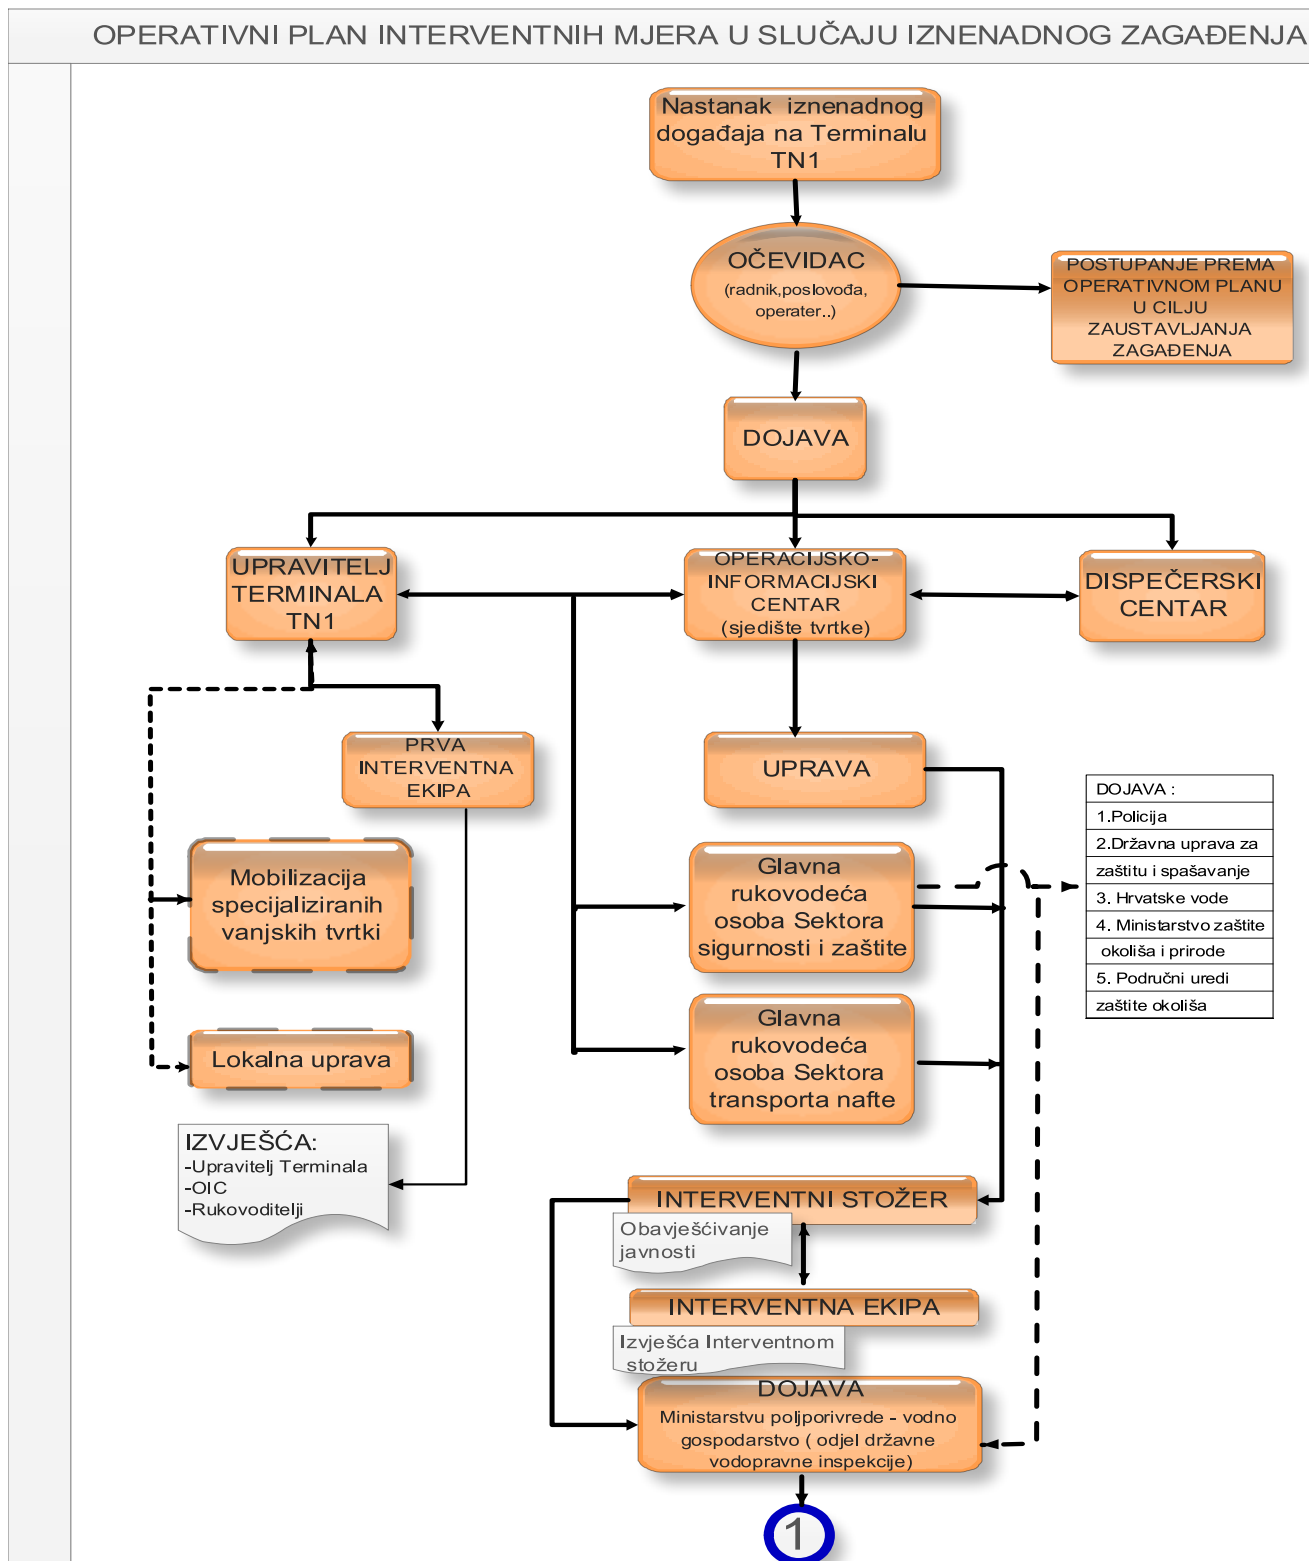 OPERATIVNI PLAN INTERVENTNIH MJERA U SLUČAJU IZNENADNOG ZAGAĐENJA
Nastanak iznenadnog
događaja na Terminalu
TN1
OČEVIDAC
(radnik,poslovođa,
operater..)
POSTUPANJE PREMA
OPERATIVNOM PLANU
U CILJU
ZAUSTAVLJANJA
ZAGAĐENJA
DOJAVA
UPRAVITELJ
TERMINALA
TN1
OPERACIJSKO-
INFORMACIJSKI
CENTAR
(sjedište tvrtke)
DISPEČERSKI
CENTAR
PRVA
INTERVENTNA
EKIPA
UPRAVA
DOJAVA :
1.Policija
2.Državna uprava za
zaštitu i spašavanje
3. Hrvatske vode
4. Ministarstvo zaštite
okoliša i prirode
5. Područni uredi
zaštite okoliša
Mobilizacija
specijaliziranih
vanjskih tvrtki
Glavna
rukovodeća
osoba Sektora
sigurnosti i zaštite
Lokalna uprava
Glavna
rukovodeća
osoba Sektora
transporta nafte
IZVJEŠĆA:
-Upravitelj Terminala
-OIC
-Rukovoditelji
INTERVENTNI STOŽER
Obavješćivanje
javnosti
INTERVENTNA EKIPA
Izvješća Interventnom
stožeru
DOJAVA
Ministarstvu poljporivrede - vodno
gospodarstvo ( odjel državne
vodopravne inspekcije)
1